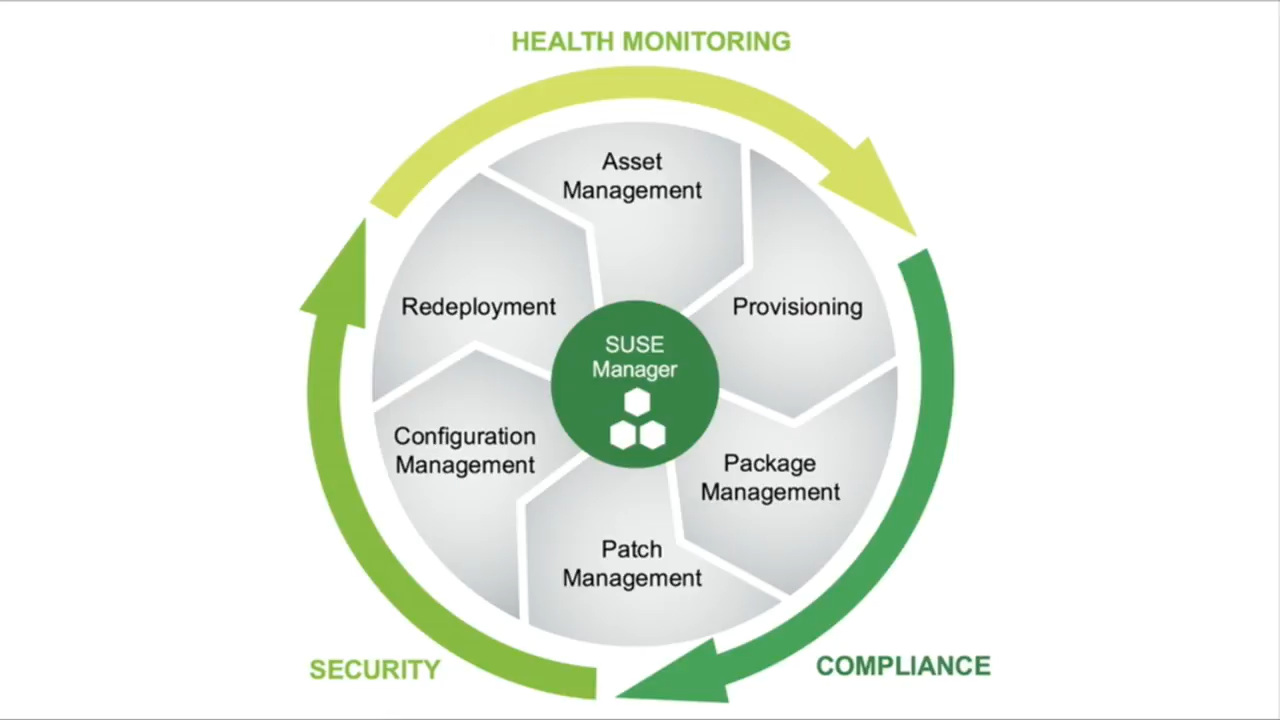 HEALTH MONITORING
Asset
Management
Redeployment
Provisioning
SUSE
Manager
Configuration
Management
Package
Management
Patch
Management
SECURITY
COMPLIANCE